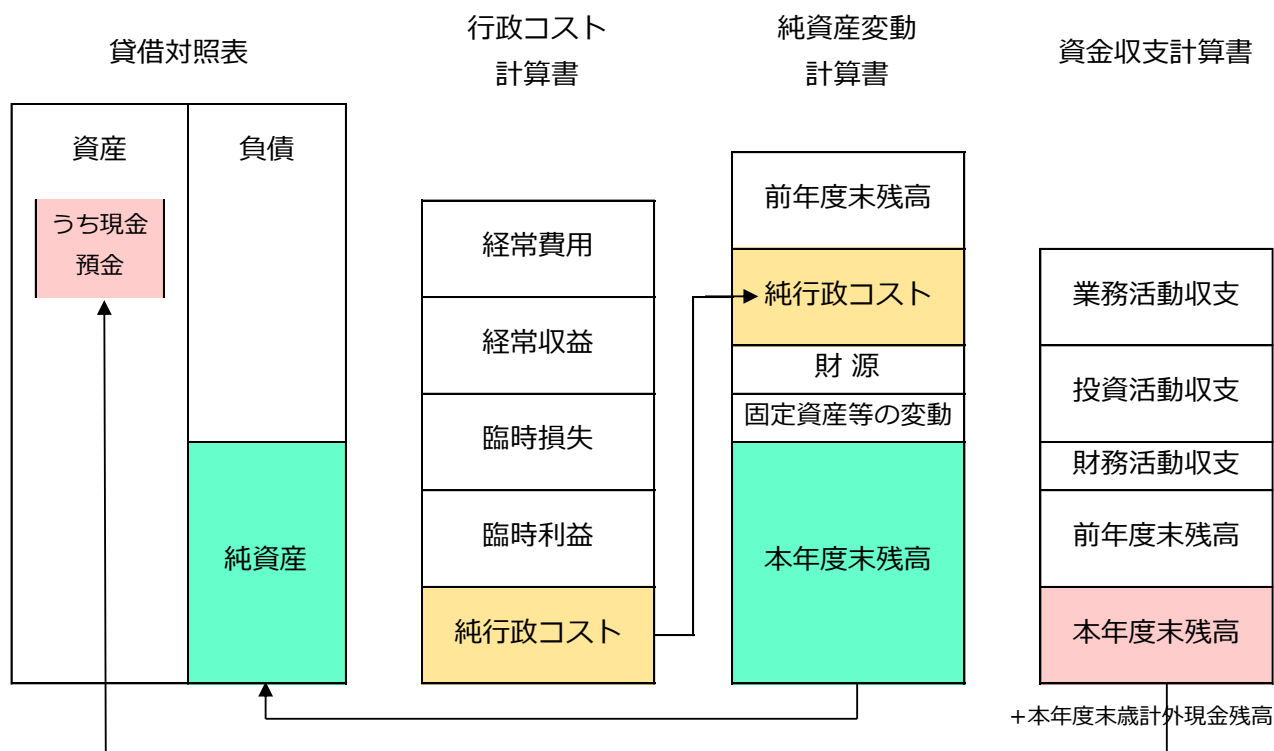 貸借対照表
資産
負債
うち現金
預金
純資産
行政コスト
計算書
経常費用
経常収益
臨時損失
臨時利益
純行政コスト
純資産変動
計算書
前年度末残高
純行政コスト
財 源
固定資産等の変動
本年度末残高
資金収支計算書
業務活動収支
投資活動収支
財務活動収支
前年度末残高
本年度末残高
+本年度末歳計外現金残高